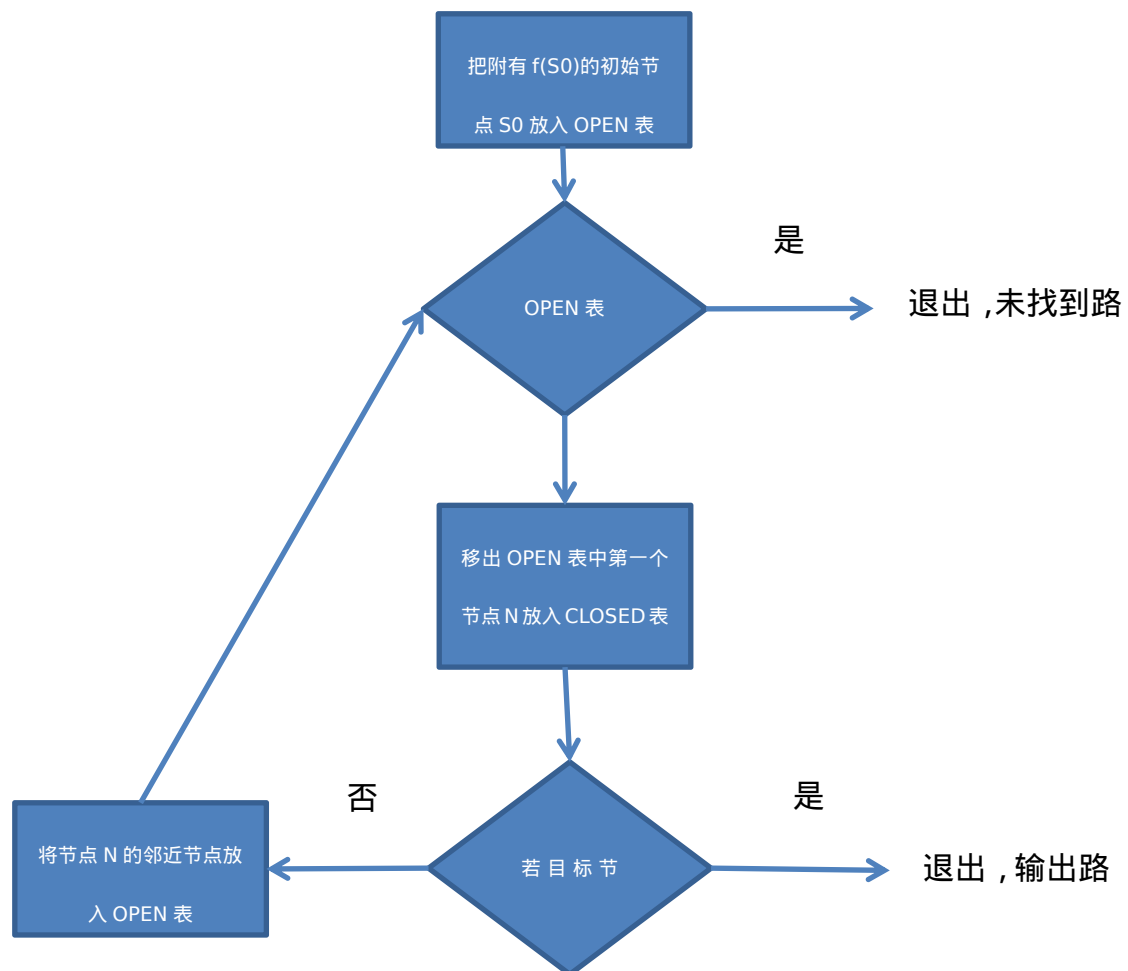 把附有 f(S0)的初始节
点 S0 放入 OPEN 表
是
OPEN 表
退出 ,未找到路
移出 OPEN 表中第一个
节点 N 放入 CLOSED 表
否
是
将节点 N 的邻近节点放
入 OPEN 表
若 目 标 节
退出 , 输出路